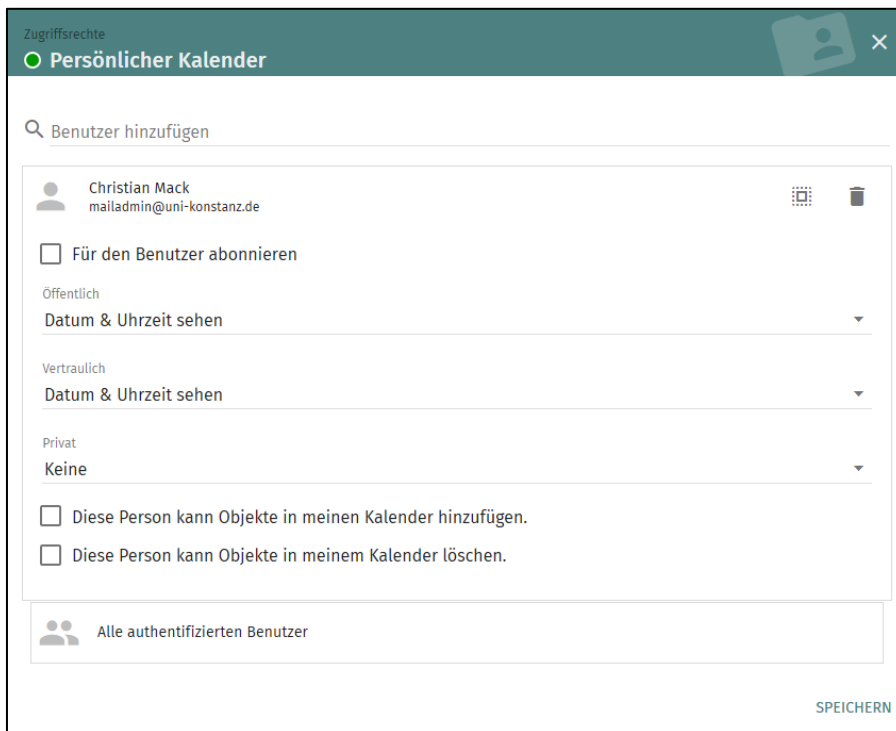 Zugriffsrechte
Persönlicher Kalender
Benutzer hinzufügen
Christian Mack
mailadmin@uni-konstanz.de
Für den Benutzer abonnieren
Öffentlich
Datum & Uhrzeit sehen
Vertraulich
Datum & Uhrzeit sehen
Privat
Keine
Diese Person kann Objekte in meinen Kalender hinzufügen.
Diese Person kann Objekte in meinem Kalender löschen.
Alle authentifizierten Benutzer
SPEICHERN